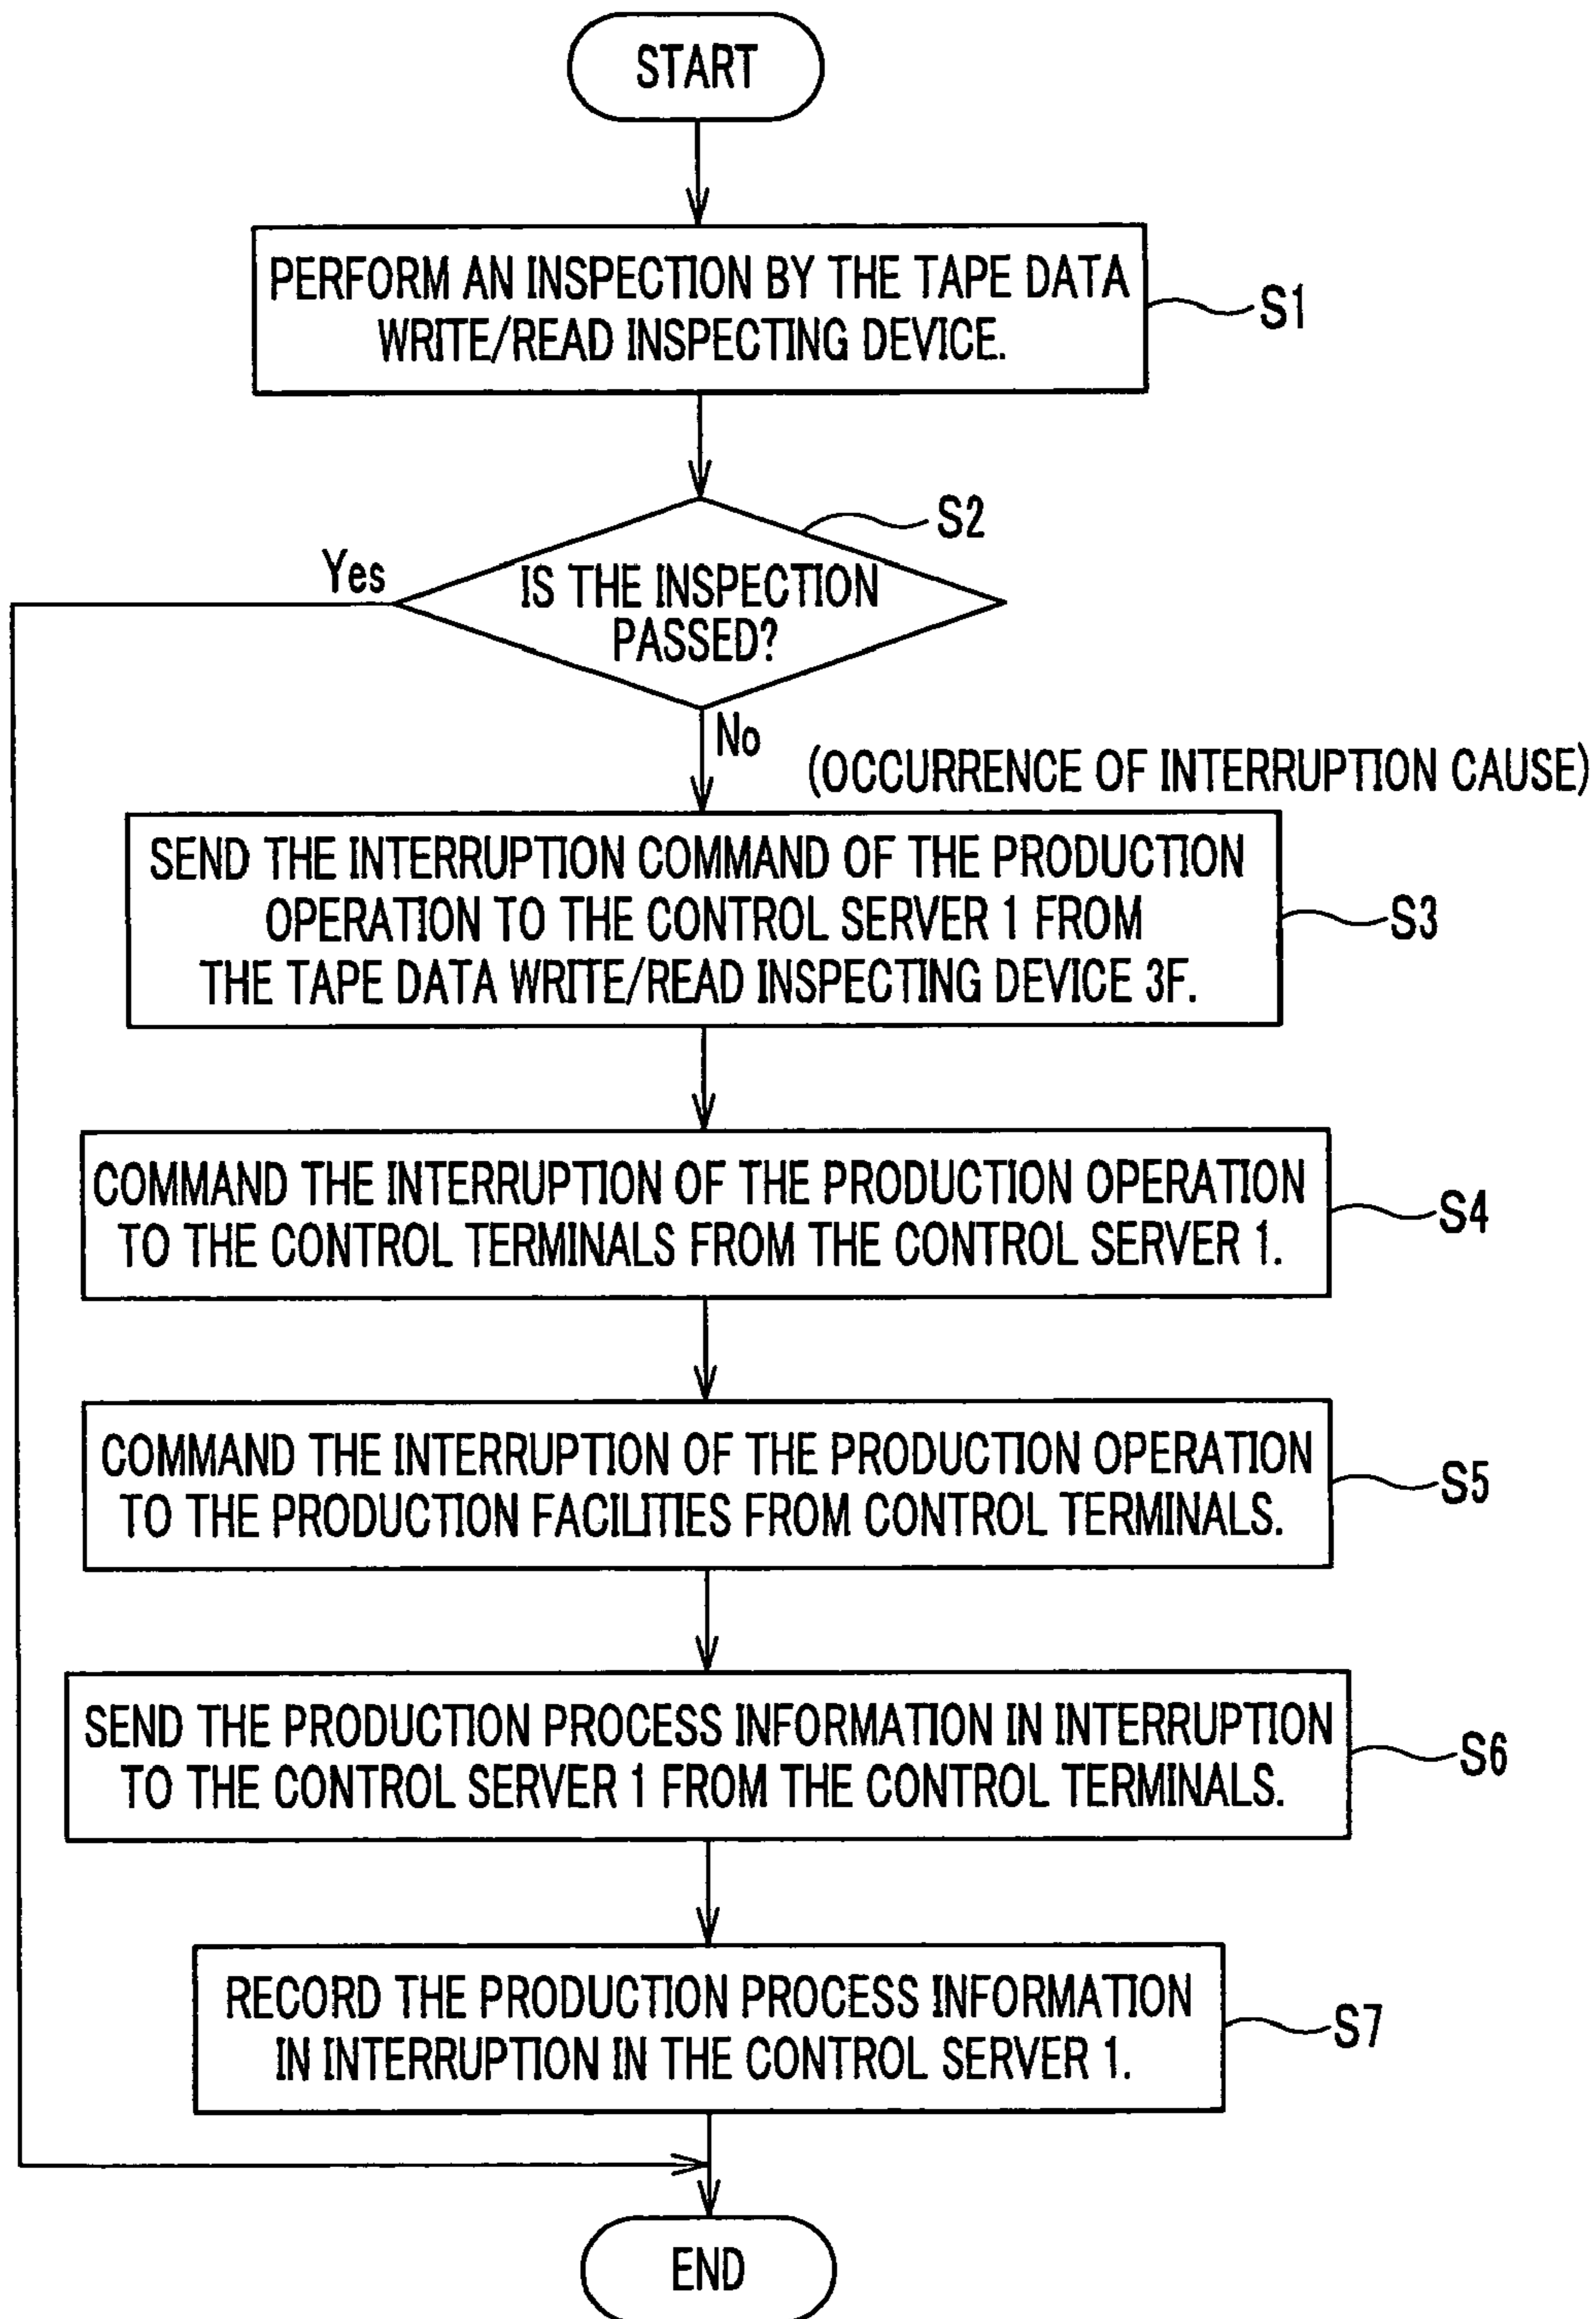 START
PERFORM AN INSPECTION BY THE TAPE DATA
WRITE/READ INSPECTING DEVICE.
S1
S2
Yes
IS THE INSPECTION
PASSED?
No
(OCCURRENCE OF INTERRUPTION CAUSE)
SEND THE INTERRUPTION COMMAND OF THE PRODUCTION
OPERATION TO THE CONTROL SERVER 1 FROM
THE TAPE DATA WRITE/READ INSPECTING DEVICE 3F.
S3
COMMAND THE INTERRUPTION OF THE PRODUCTION OPERATION
TO THE CONTROL TERMINALS FROM THE CONTROL SERVER 1.
S4
COMMAND THE INTERRUPTION OF THE PRODUCTION OPERATION
TO THE PRODUCTION FACILITIES FROM CONTROL TERMINALS.
S5
SEND THE PRODUCTION PROCESS INFORMATION IN INTERRUPTION
TO THE CONTROL SERVER 1 FROM THE CONTROL TERMINALS.
S6
RECORD THE PRODUCTION PROCESS INFORMATION
IN INTERRUPTION IN THE CONTROL SERVER 1.
S7
END